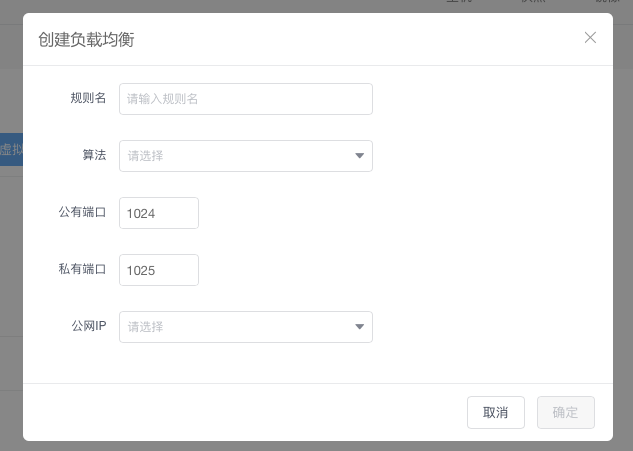 创建负载均衡
规则名
请输入规则名
算法
请选择
公有端口
1024
私有端口
1025
公网IP
请选择
取消
确定
虚拟